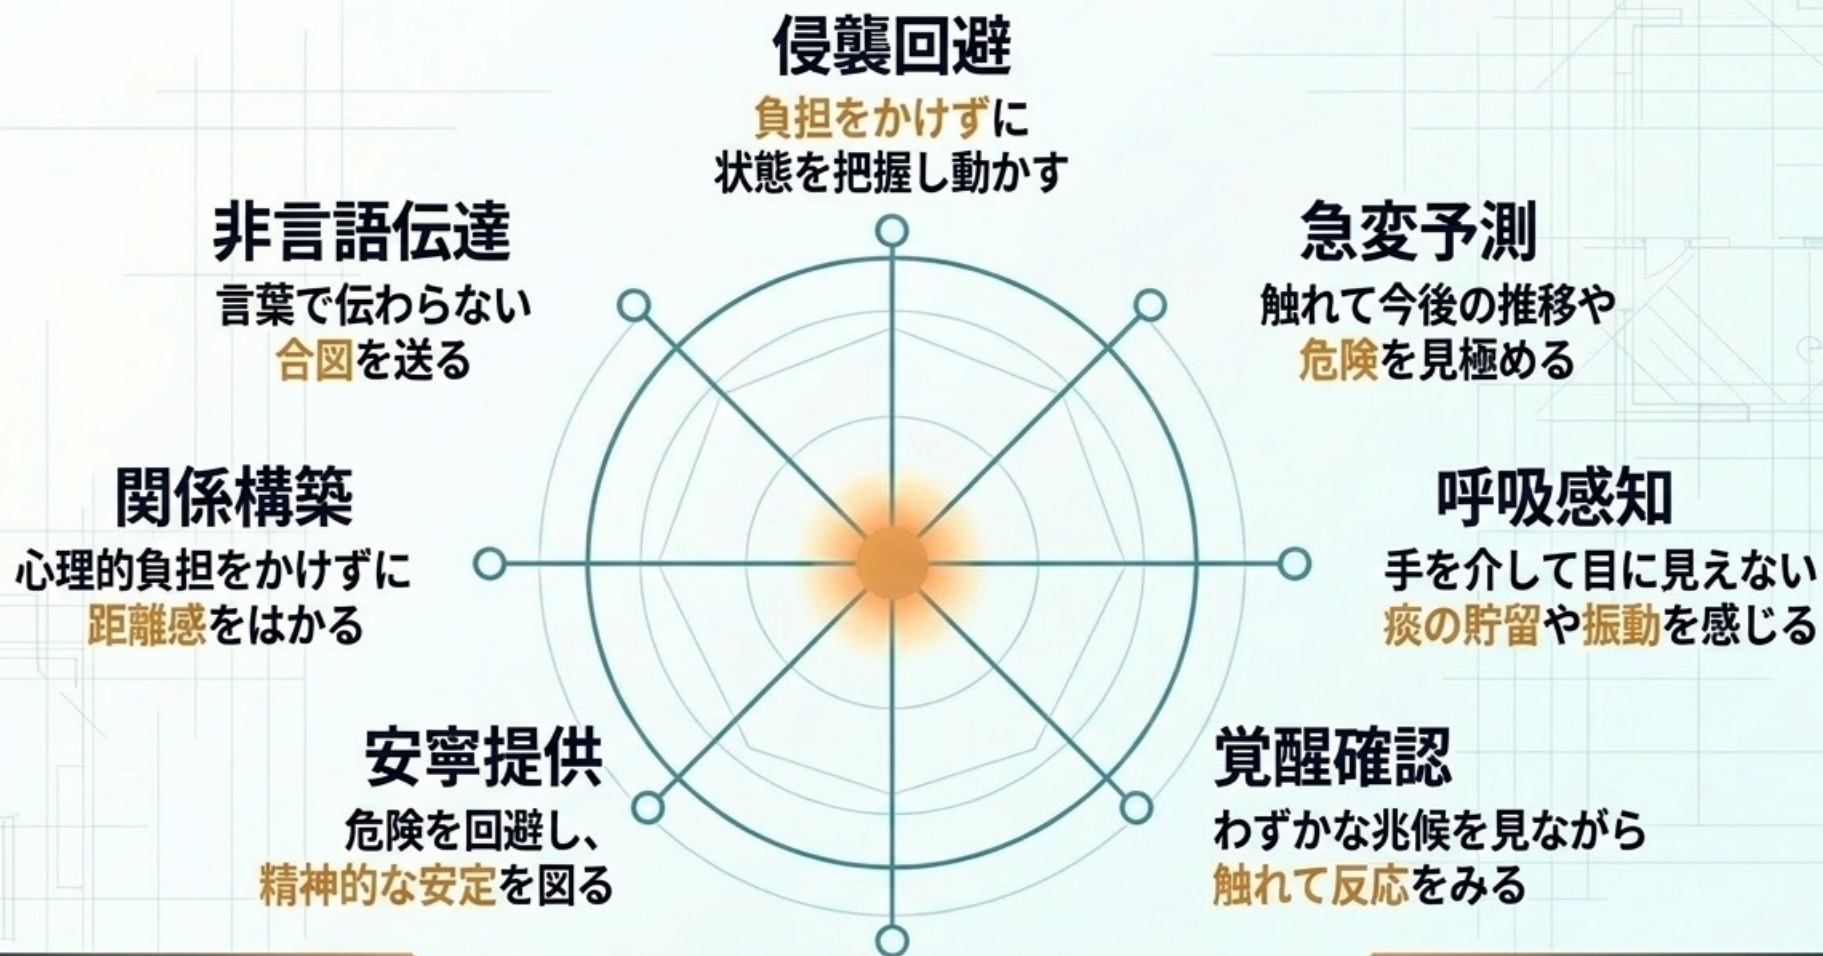 侵襲回避
負担をかけずに
状態を把握し動かす
非言語伝達
言葉で伝わらない
合図を送る
急変予測
触れて今後の推移や
危険を見極める
関係構築
心理的負担をかけずに
距離感をはかる
呼吸感知
手を介して目に見えない
痰の貯留や振動を感じる
安寧提供
危険を回避し、
精神的な安定を図る
覚醒確認
わずかな兆候を見ながら
触れて反応をみる